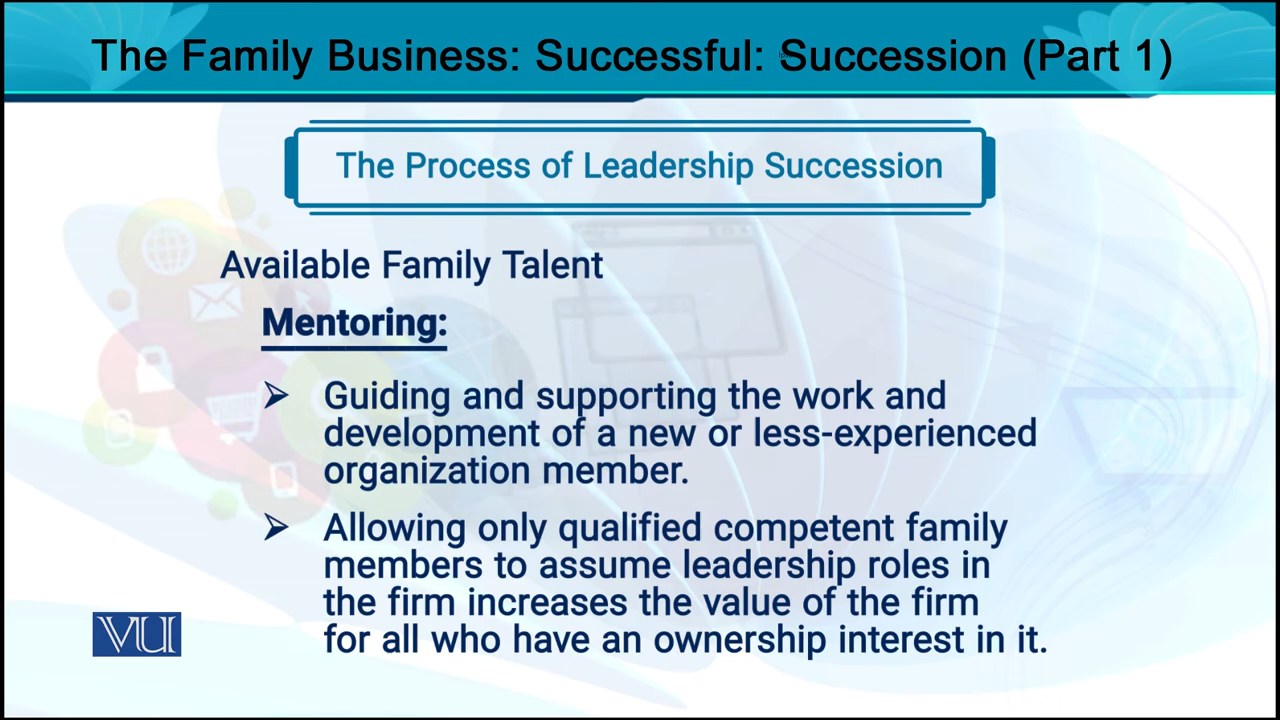 The Family Business: Successful: Succession (Part 1)
The Process of Leadership Succession
Available Family Talent
Mentoring:
➢ Guiding and supporting the work and
development of a new or less-experienced
organization member.
➢ Allowing only qualified competent family
members to assume leadership roles in
the firm increases the value of the firm
for all who have an ownership interest in it.
VU